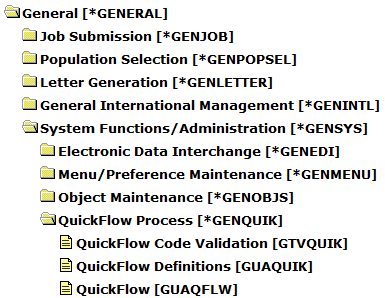 General [*GENERAL]
Job Submission [*GENJOB]
Population Selection [*GENPOPSEL]
Letter Generation [*GENLETTER]
General International Management [*GENINTL]
System Functions/Administration [*GENSYS]
Electronic Data Interchange [*GENEDI]
Menu/Preference Maintenance [*GENMENU]
Object Maintenance [*GENOBJS]
QuickFlow Process [*GENQUIK]
QuickFlow Code Validation [GTVQUIK]
QuickFlow Definitions [GUAQUIK]
QuickFlow [GUAQFLW]